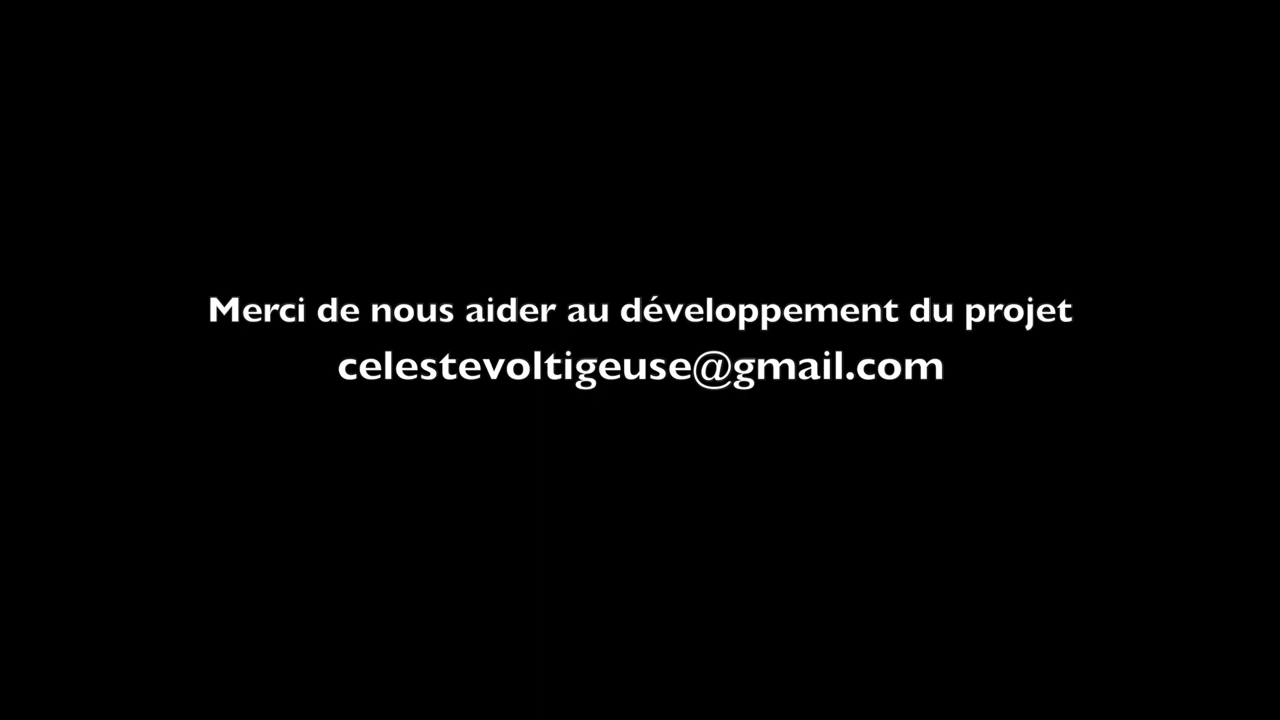 Merci de nous aider au développement du projet
celestevoltigeuse@gmail.com